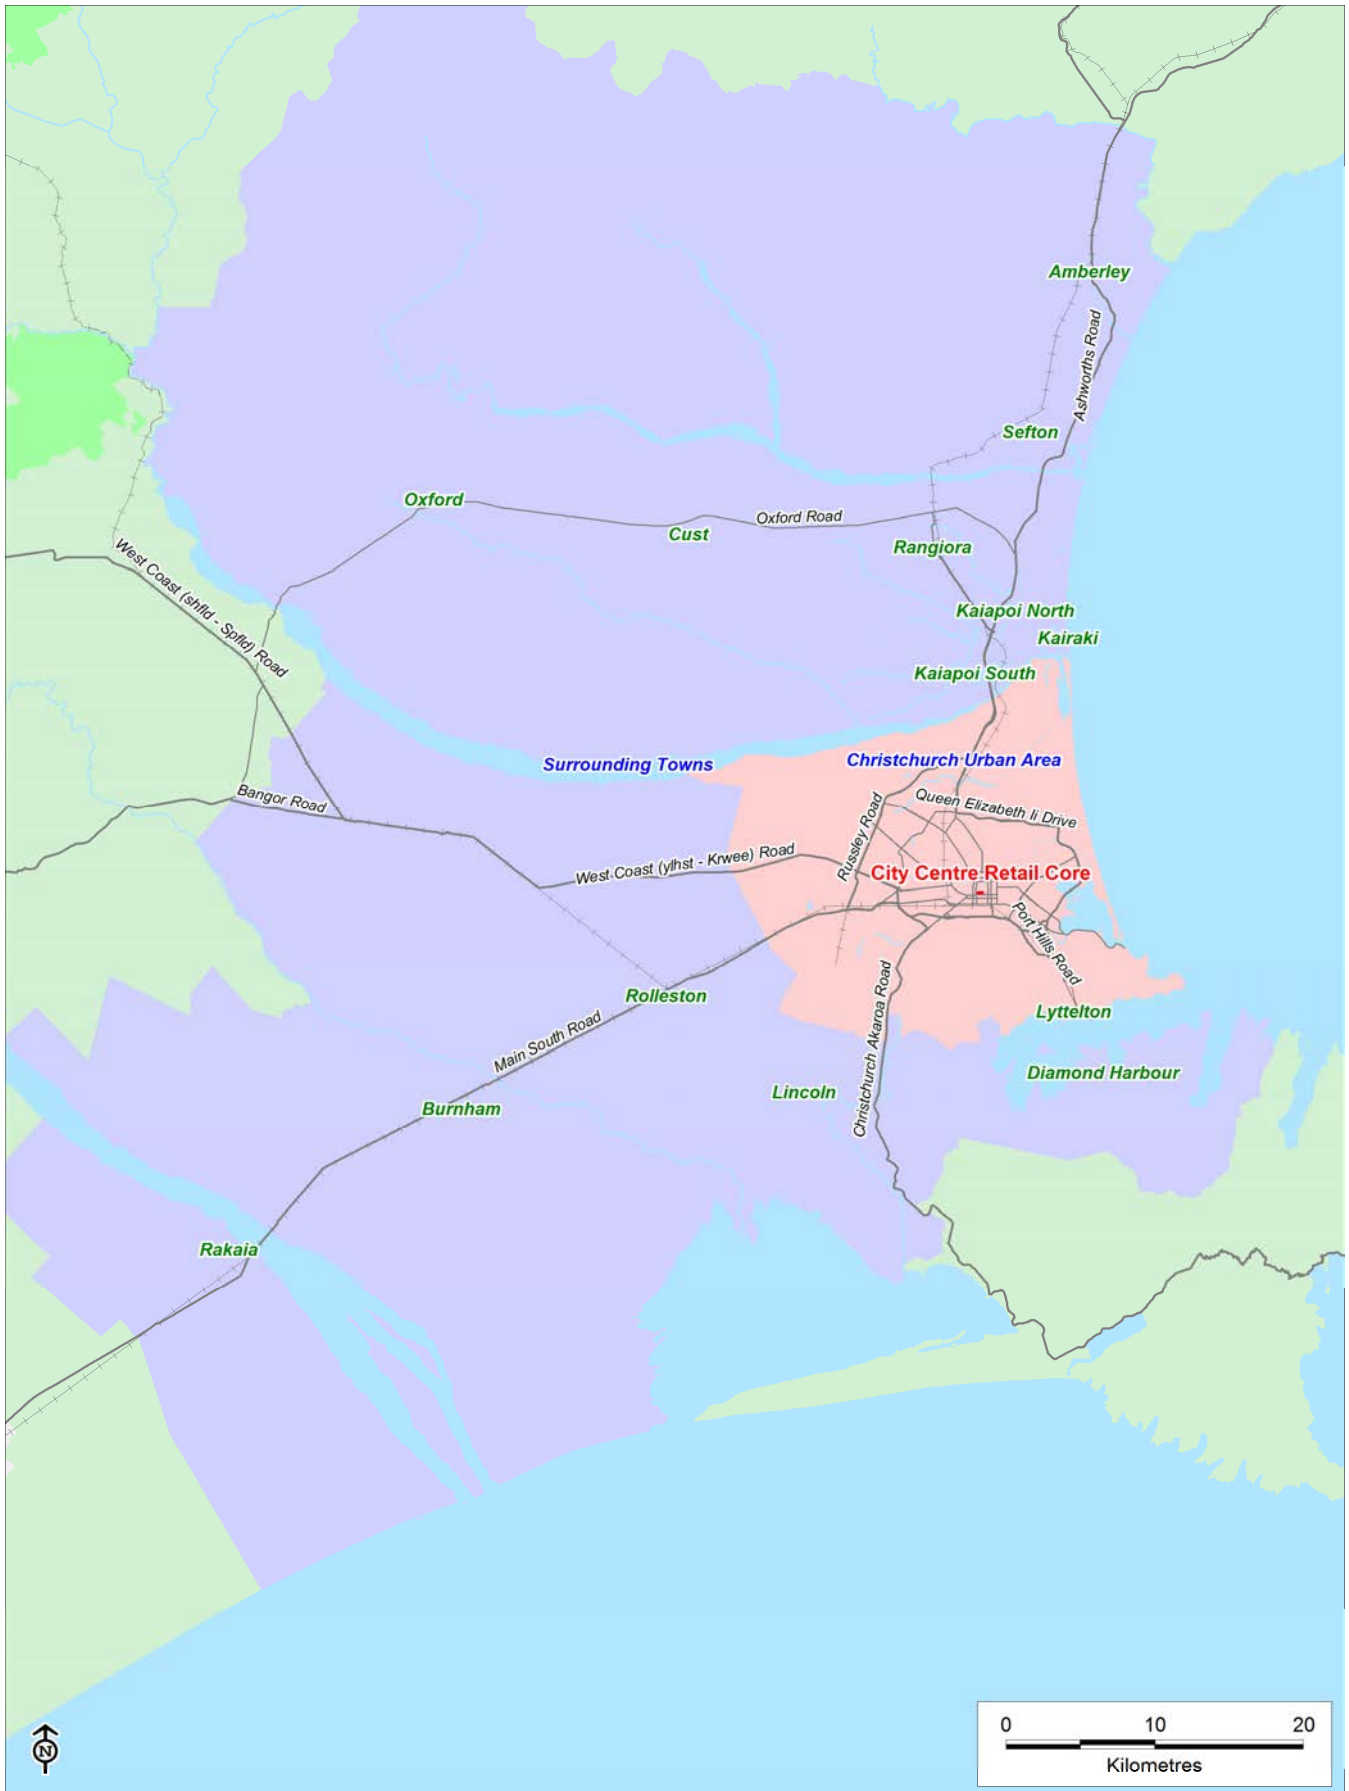 Amberley
Ashworths Road
Sefton
Oxford
Oxford Road
Cust
Rangiora
West Coast (shfld - Spfld) Road
Kaiapoi North
Kairaki
Kaiapoi South
Surrounding Towns
Christchurch Urban Area
Bangor Road
Queen Elizabeth Ii Drive
Russley Road
West Coast (ylhst - Krwee) Road
City Centre Retail Core
Port Hills Road
Rolleston
Lyttelton
Main South Road
Christchurch Akaroa Road
Diamond Harbour
Lincoln
Burnham
Rakaia
N
0 10 20
Kilometres